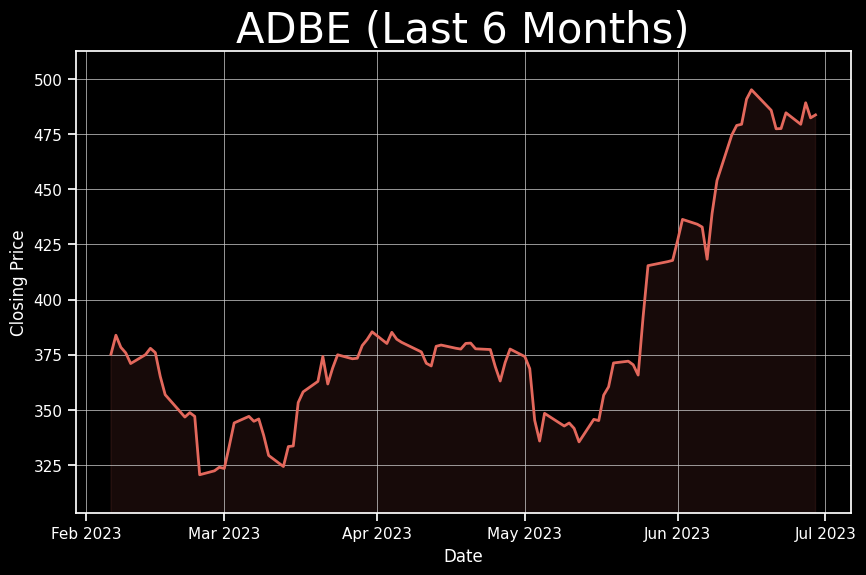 ADBE (Last 6 Months)
500
475
450
425
400
375
350
325
Closing Price
Feb 2023
Mar 2023
Apr 2023
May 2023
Jun 2023
Jul 2023
Date